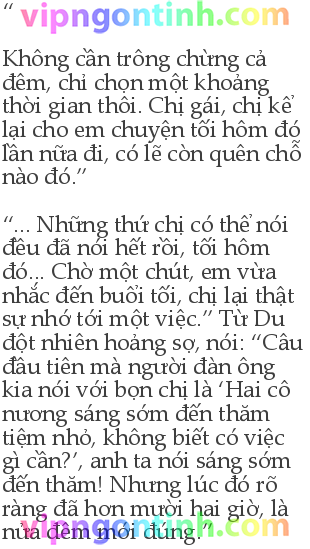 “
vipngontinh.com
Không cần trông chừng cả
đêm, chỉ chọn một khoảng
thời gian thôi. Chị gái, chị kể
lại cho em chuyện tối hôm đó
lần nữa đi, có lẽ còn quên chỗ
nào đó.”
“... Những thứ chị có thể nói
đều đã nói hết rồi, tối hôm
đó... Chờ một chút, em vừa
nhắc đến buổi tối, chị lại thật
sự nhớ tới một việc.” Từ Du
đột nhiên hoảng sợ, nói: “Câu
đầu tiên mà người đàn ông
kia nói với bọn chị là ‘Hai cô
nương sáng sớm đến thăm
tiệm nhỏ, không biết có việc
gì cần?’, anh ta nói sáng sớm
đến thăm! Nhưng lúc đó rõ
ràng đã hơn mười hai giờ, là
nửa đêm mới đúng.”
vipngontinh.com